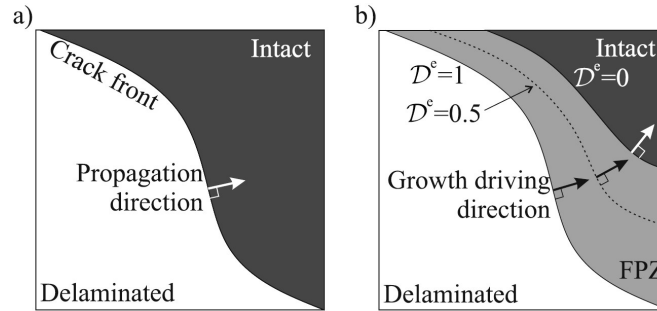 a)
Intact
Crack front
Propagation
direction
Delaminated
b)
Intact
𝒟ᵉ=1
𝒟ᵉ=0
𝒟ᵉ=0.5
Growth driving
direction
FPZ
Delaminated